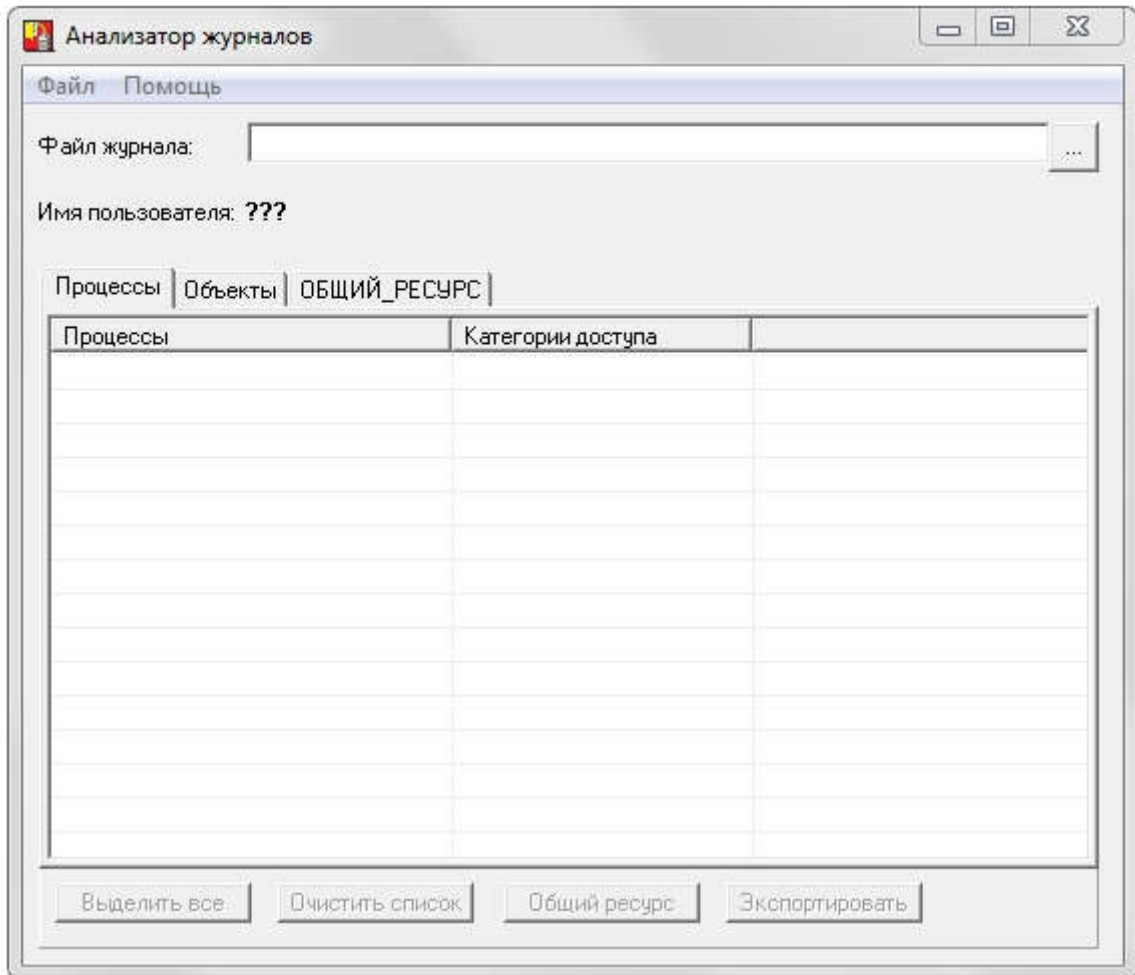 Анализатор журналов
Файл Помощь
Файл журнала: ...
Имя пользователя: ???
Процессы Объекты ОБЩИЙ_РЕСУРС
Процессы Категории доступа
Выделить все Очистить список Общий ресурс Экспортировать